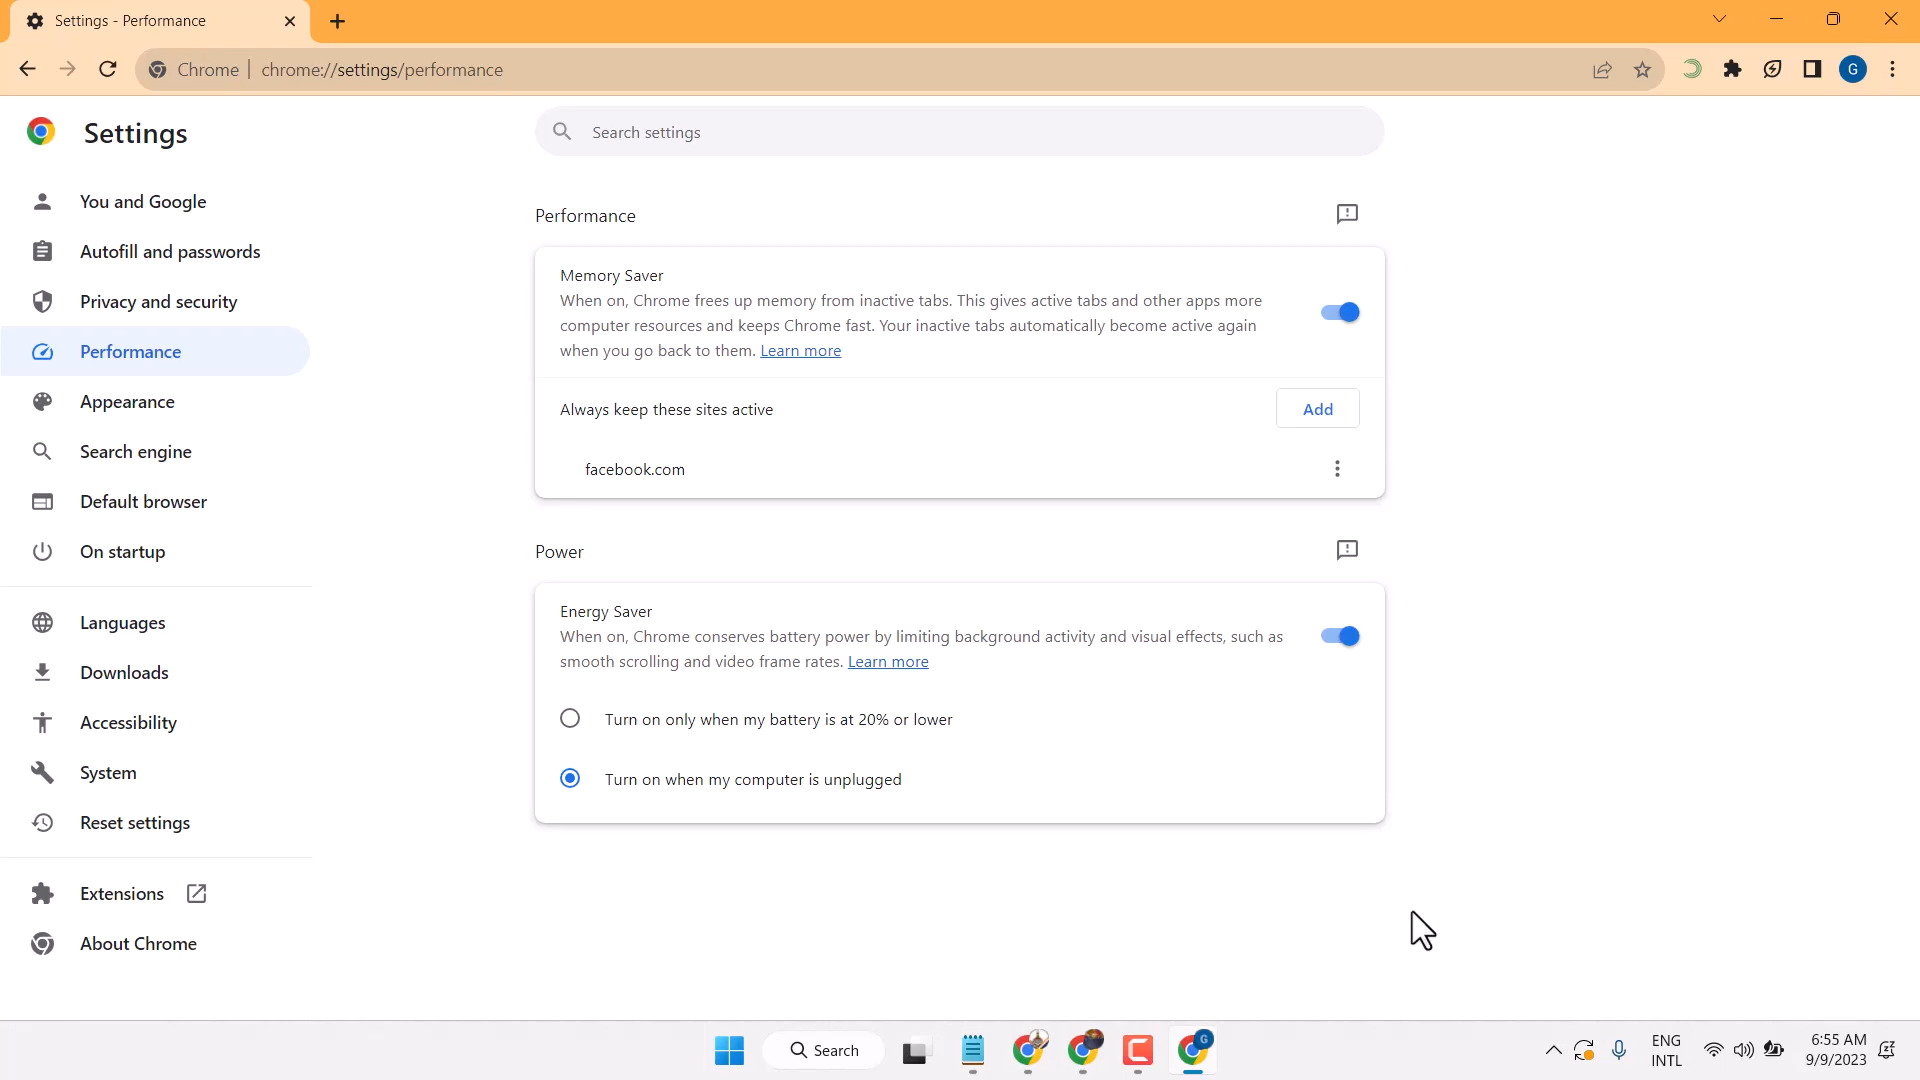 Settings - Performance
Chrome
chrome://settings/performance
G
Settings
Search settings
You and Google
Autofill and passwords
Privacy and security
Performance
Appearance
Search engine
Default browser
On startup
Languages
Downloads
Accessibility
System
Reset settings
Extensions
About Chrome
Performance
Memory Saver
When on, Chrome frees up memory from inactive tabs. This gives active tabs and other apps more
computer resources and keeps Chrome fast. Your inactive tabs automatically become active again
when you go back to them. Learn more
Always keep these sites active
Add
facebook.com
Power
Energy Saver
When on, Chrome conserves battery power by limiting background activity and visual effects, such as
smooth scrolling and video frame rates. Learn more
Turn on only when my battery is at 20% or lower
Turn on when my computer is unplugged
Search
G
ENG
INTL
6:55 AM
9/9/2023